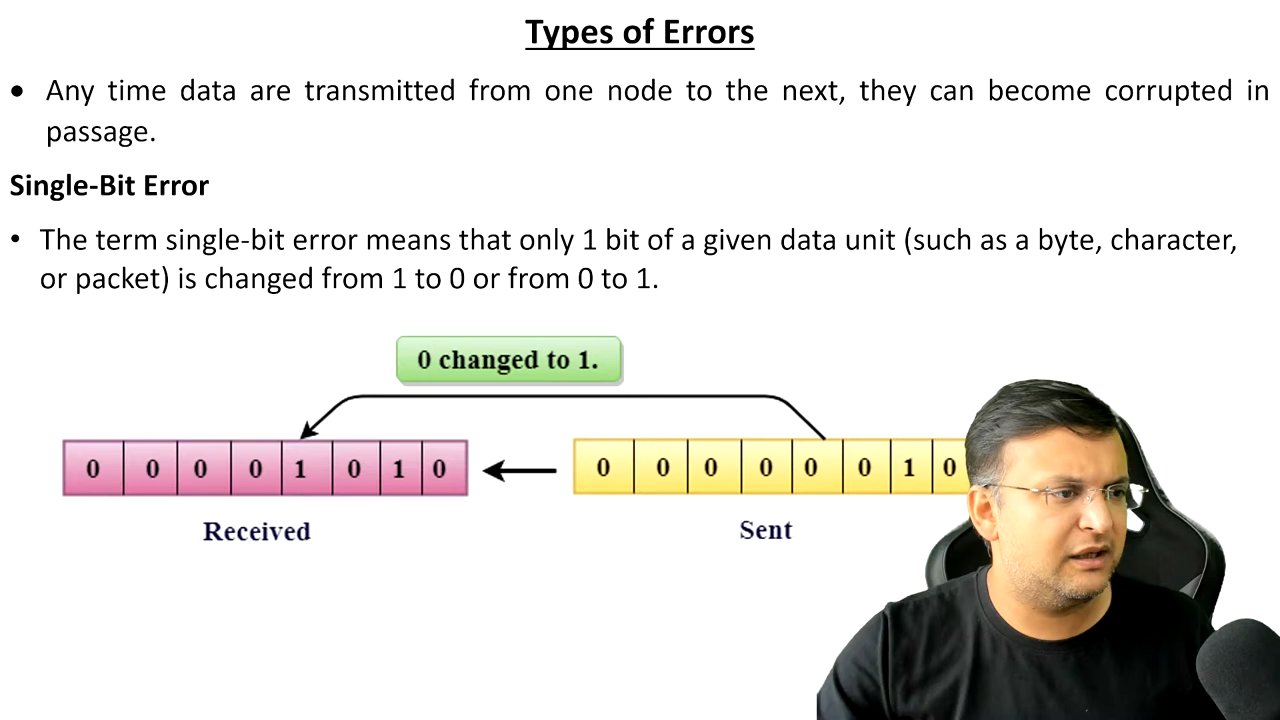 Types of Errors
• Any time data are transmitted from one node to the next, they can become corrupted in
passage.
Single-Bit Error
• The term single-bit error means that only 1 bit of a given data unit (such as a byte, character,
or packet) is changed from 1 to 0 or from 0 to 1.
0 changed to 1.
0 0 0 0 1 0 1 0
0 0 0 0 0 0 1 0
Received
Sent